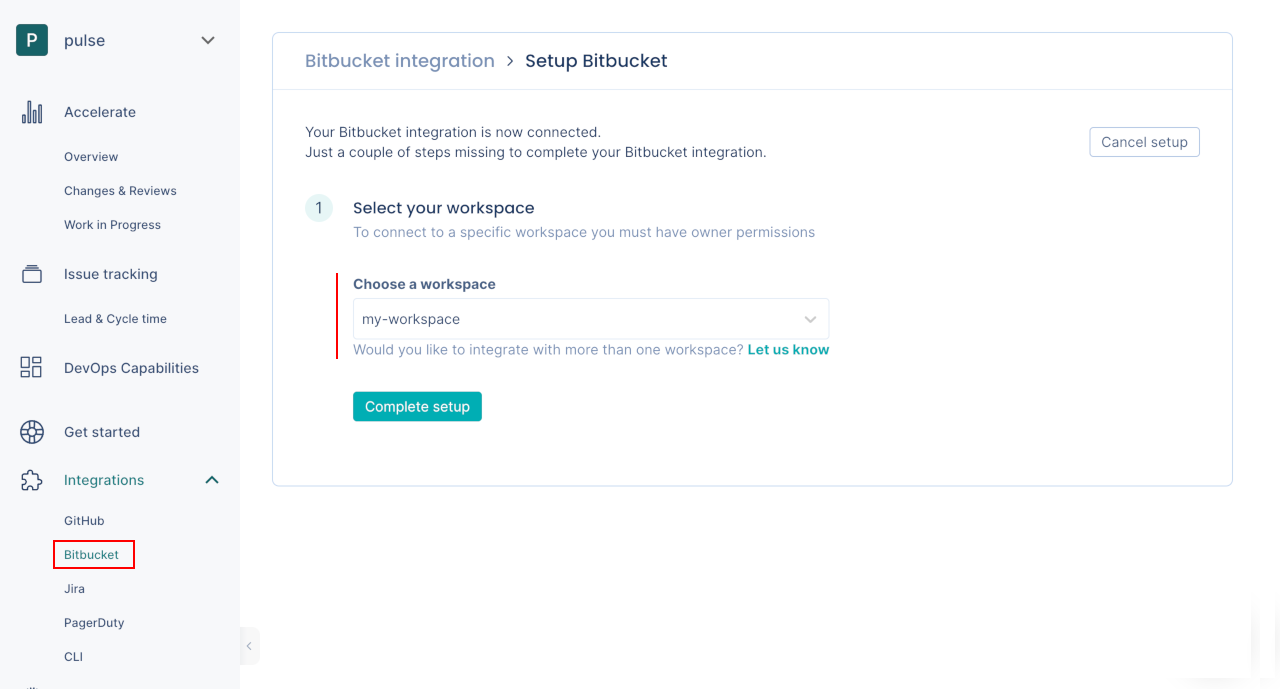 P pulse
Accelerate
Overview
Changes & Reviews
Work in Progress
Issue tracking
Lead & Cycle time
DevOps Capabilities
Get started
Integrations
GitHub
Bitbucket
Jira
PagerDuty
CLI
Bitbucket integration > Setup Bitbucket
Your Bitbucket integration is now connected.
Just a couple of steps missing to complete your Bitbucket integration.
Cancel setup
1 Select your workspace
To connect to a specific workspace you must have owner permissions
Choose a workspace
my-workspace
Would you like to integrate with more than one workspace? Let us know
Complete setup